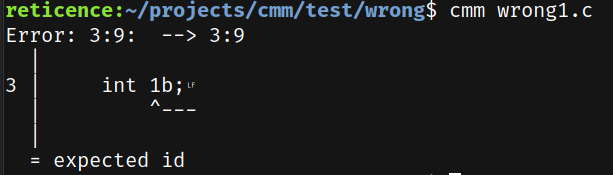 reticence:~/projects/cmm/test/wrong$ cmm wrong1.c
Error: 3:9:  --> 3:9
  |
3 |     int 1b;␊
  |         ^---
  |
  = expected id